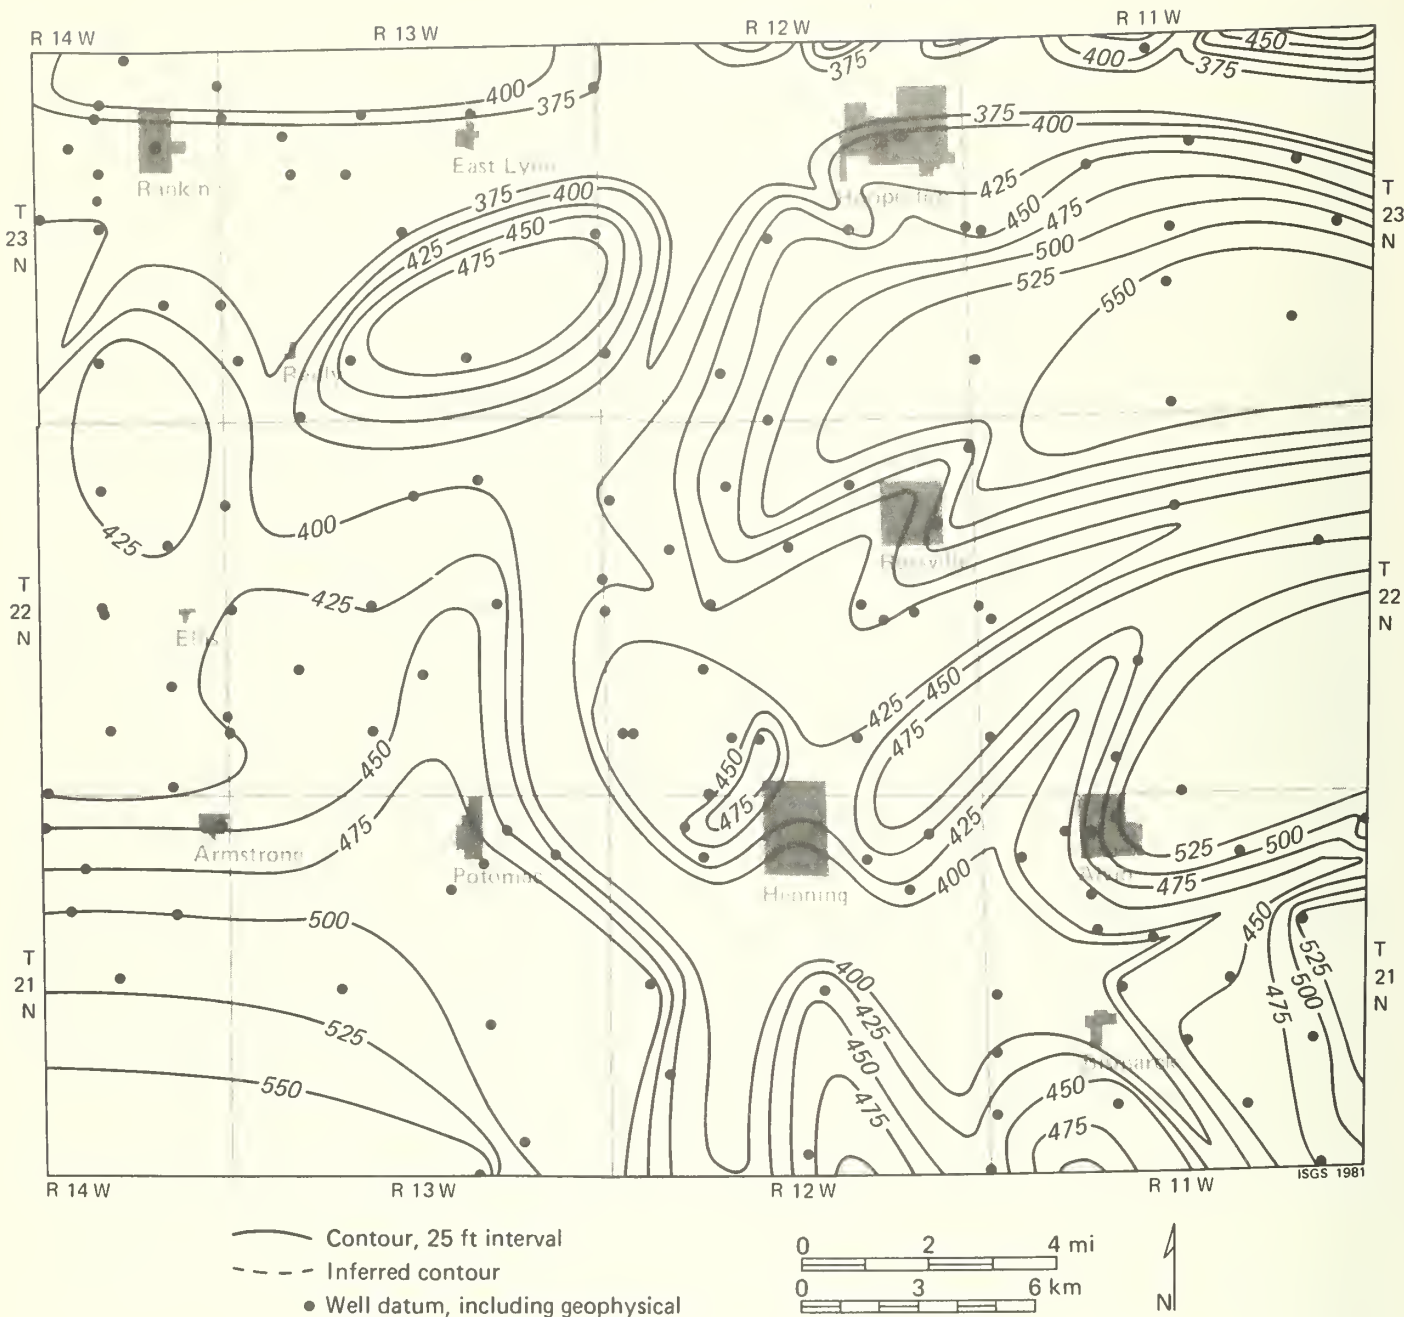 R 14 W R 13 W R 12 W R 11 W
450
400
375
375
400
375
375
400
East Lynn
Rankin
T
23
N
T
23
N
425
450
475
500
525
550
375
400
425
450
475
400
425
T
22
N
T
22
N
425
Ellis
Rossville
425
450
475
450
475
450
475
Armstrong
Potomac
Henning
425
400
525
500
475
450
500
T
21
N
T
21
N
525
550
400
425
450
475
450
475
Bismarck
525
500
475
ISGS 1981
R 14 W R 13 W R 12 W R 11 W
Contour, 25 ft interval
Inferred contour
Well datum, including geophysical
0 2 4 mi
0 3 6 km
N